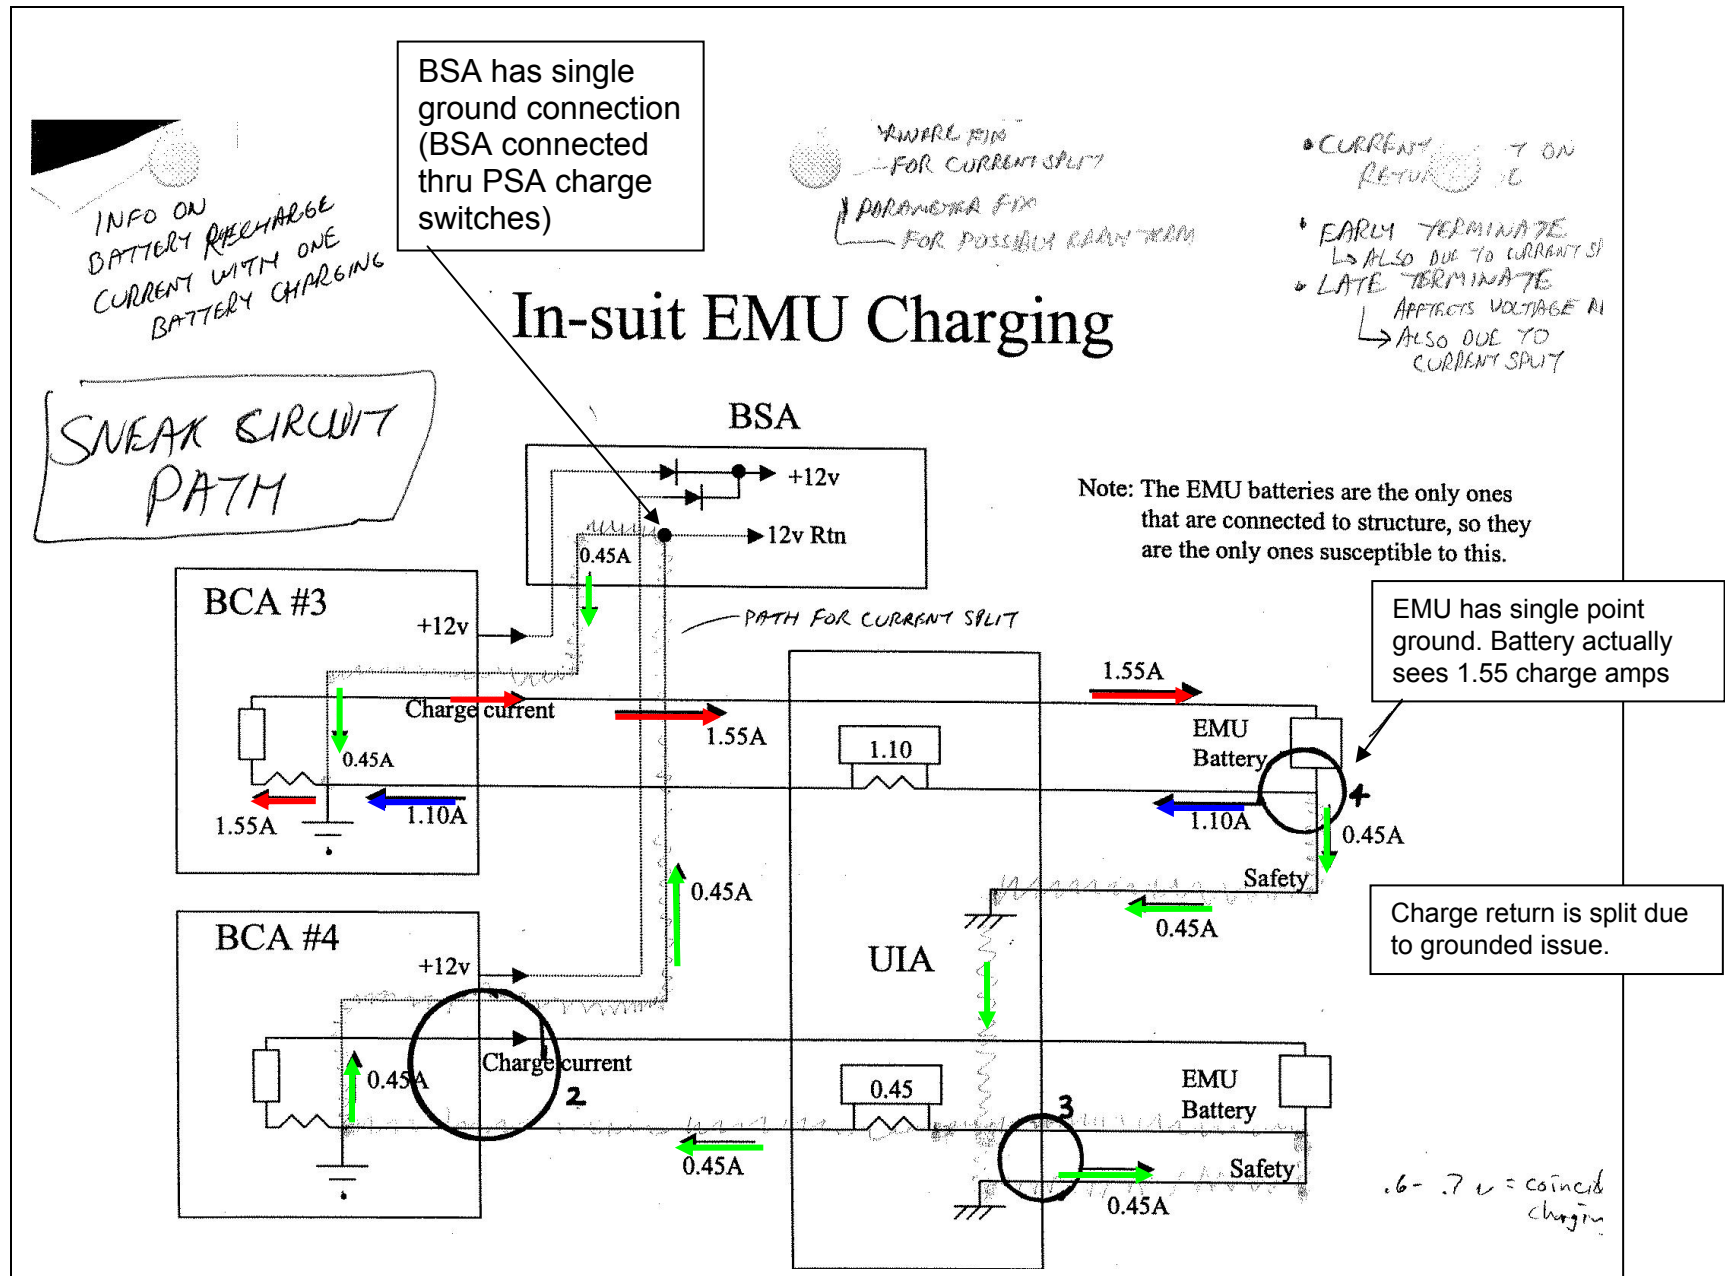 BSA has single
ground connection
(BSA connected
thru PSA charge
switches)
INFO ON
BATTERY RECHARGE
CURRENT WITH ONE
BATTERY CHARGING
FIX
FOR CURRENT SPLIT
PARAMETER FIX
FOR POSSIBLY TERM
• CURRENT ON
• EARLY TERMINATE
↳ ALSO DUE TO CURRENT
• LATE TERMINATE
AFFECTS VOLTAGE
→ ALSO DUE TO
CURRENT SPLIT
In-suit EMU Charging
SNEAK CIRCUIT
PATH
BSA
+12v
12v Rtn
0.45A
Note: The EMU batteries are the only ones
that are connected to structure, so they
are the only ones susceptible to this.
BCA #3
+12v
PATH FOR CURRENT SPLIT
EMU has single point
ground. Battery actually
sees 1.55 charge amps
Charge current
1.55A
1.55A
1.10
EMU
Battery
0.45A
1.55A
1.10A
1.10A
4
0.45A
Safety
0.45A
0.45A
Charge return is split due
to grounded issue.
BCA #4
+12v
UIA
Charge current
0.45A
2
0.45
EMU
Battery
3
0.45A
Safety
0.45A
.6- .7 v =